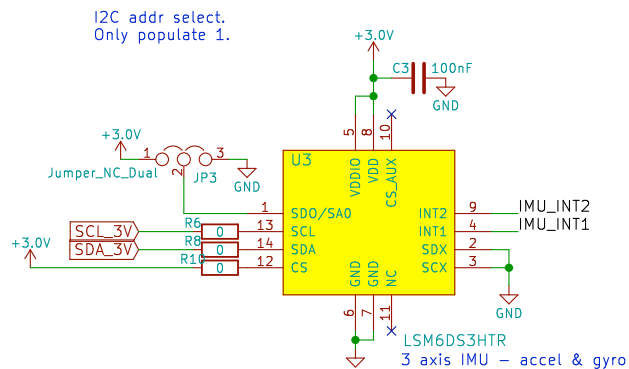 I2C addr select.
Only populate 1.
+3.0V
C3 100nF
GND
+3.0V
1 3
2
Jumper_NC_Dual
JP3
GND
5 8 10
U3
VDDIO VDD CS_AUX
1 SDO/SA0
INT2 9 IMU_INT2
SCL_3V R6 0 13 SCL
INT1 4 IMU_INT1
SDA_3V R8 0 14 SDA
SDX 2
+3.0V R10 0 12 CS
SCX 3
GND GND NC
6 7 11
GND
LSM6DS3HTR
3 axis IMU - accel & gyro